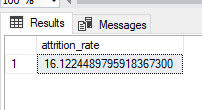 100 %
Results Messages
attrition_rate
1 16.1224489795918367300